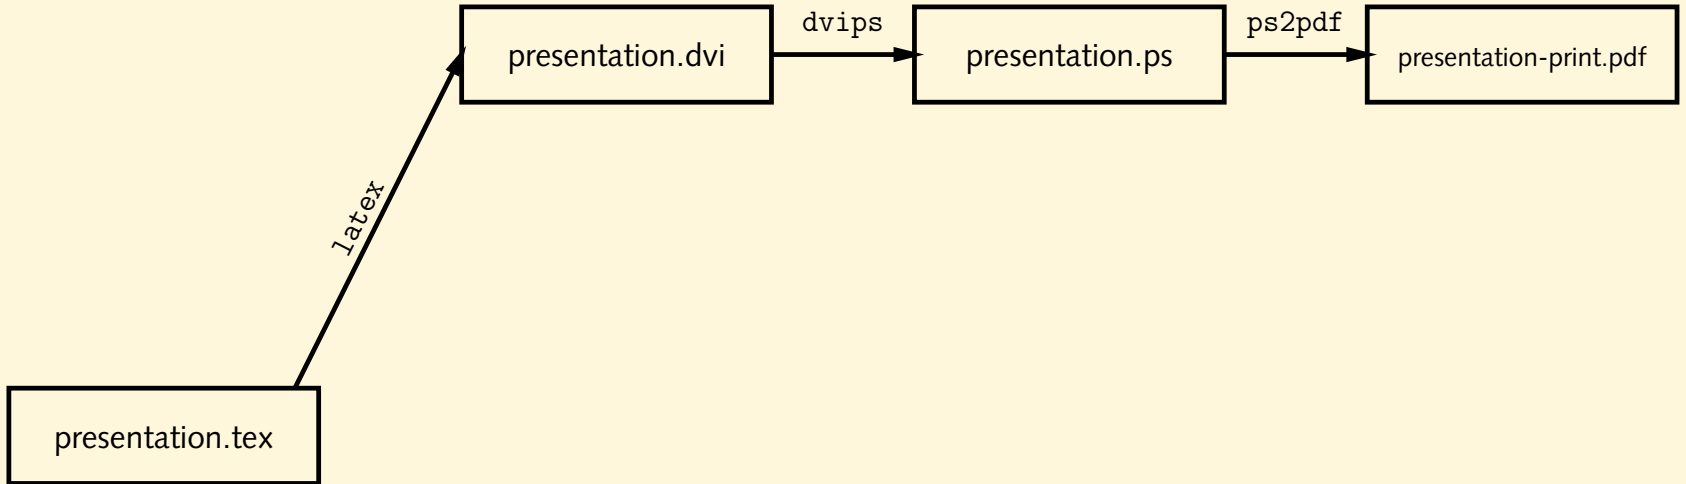 dvips
ps2pdf
presentation.dvi
presentation.ps
presentation-print.pdf
latex
presentation.tex